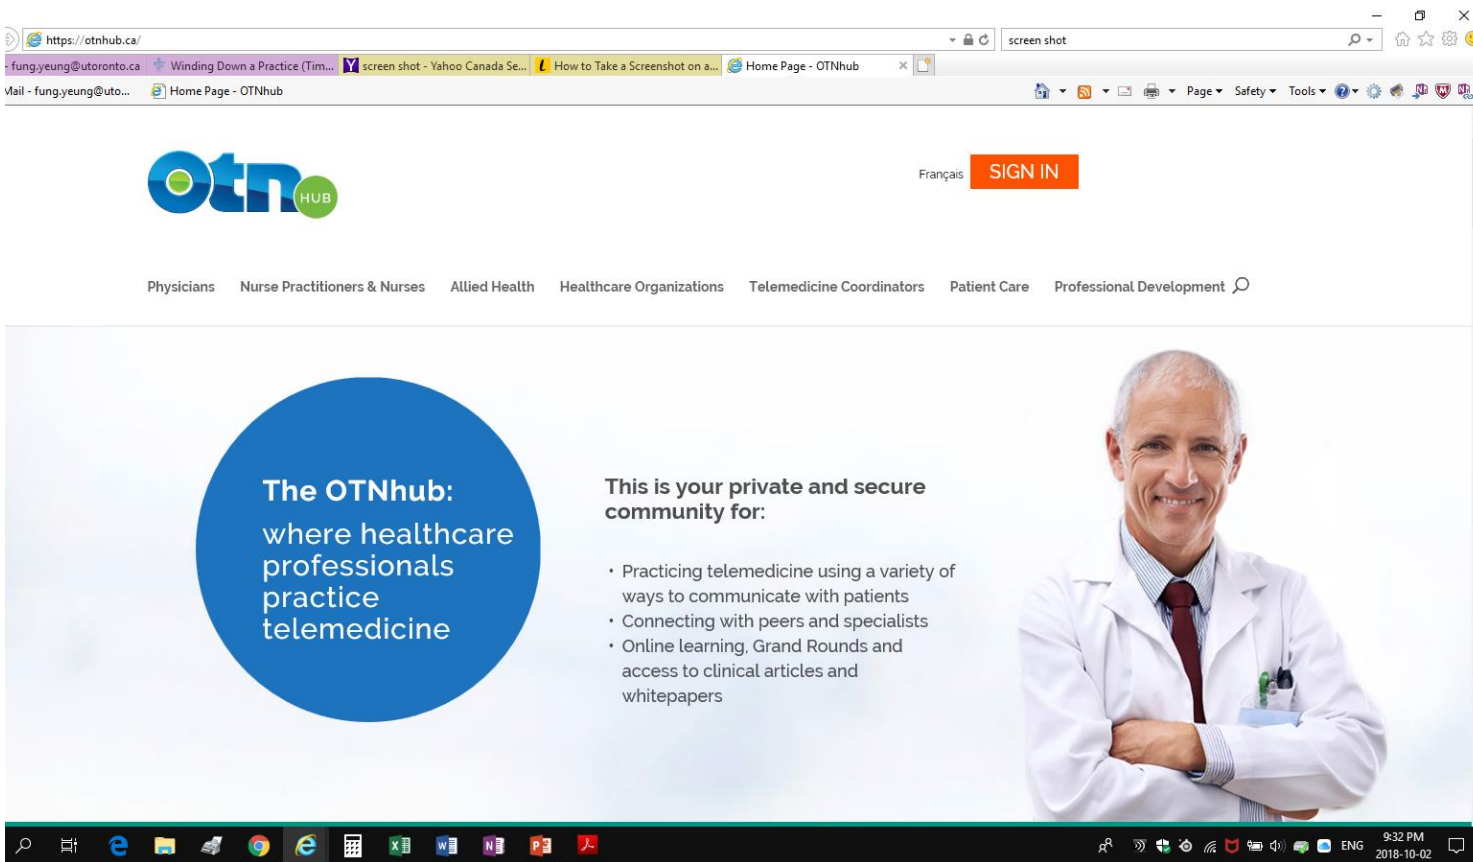 https://otnhub.ca/
screen shot
- fung.yeung@utoronto.ca
Winding Down a Practice (Tim...
screen shot - Yahoo Canada Se...
How to Take a Screenshot on a...
Home Page - OTNhub
Mail - fung.yeung@uto...
Home Page - OTNhub
Page
Safety
Tools
otn
HUB
Français
SIGN IN
Physicians
Nurse Practitioners & Nurses
Allied Health
Healthcare Organizations
Telemedicine Coordinators
Patient Care
Professional Development
The OTNhub:
where healthcare
professionals
practice
telemedicine
This is your private and secure
community for:
• Practicing telemedicine using a variety of
ways to communicate with patients
• Connecting with peers and specialists
• Online learning, Grand Rounds and
access to clinical articles and
whitepapers
ENG
9:32 PM
2018-10-02